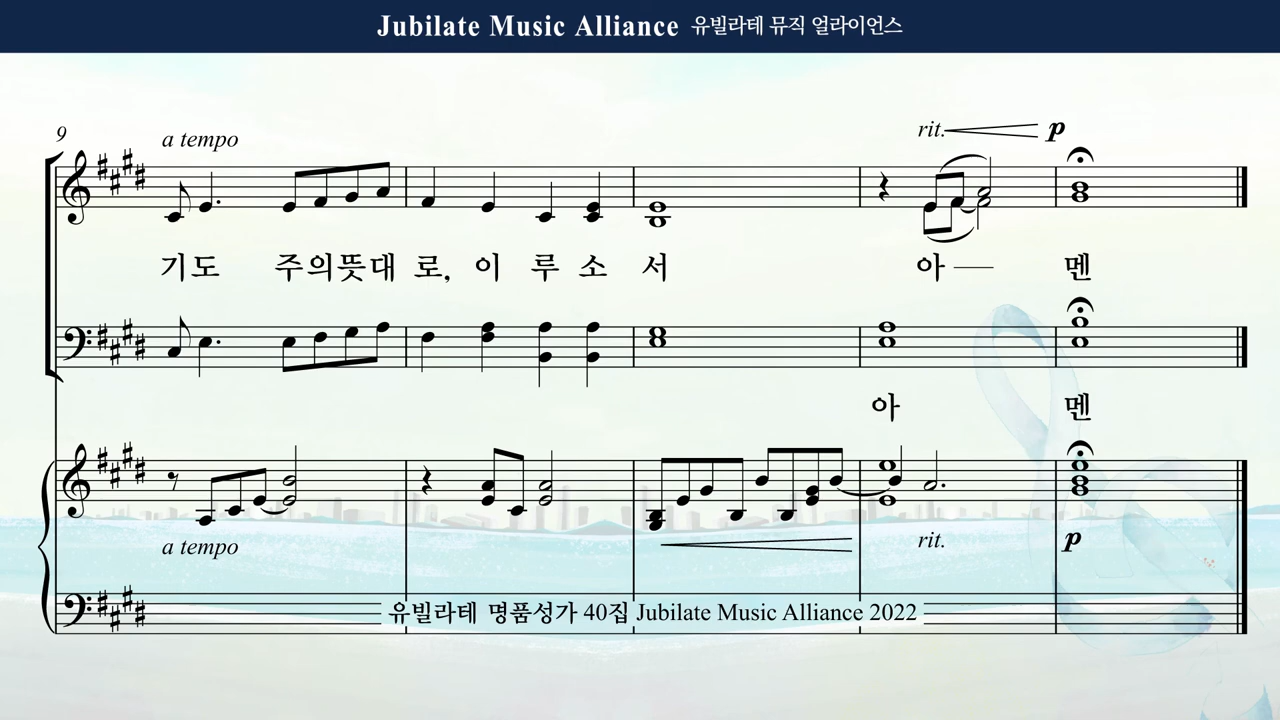 Jubilate Music Alliance 유빌라테 뮤직 얼라이언스
9
a tempo
rit. p
기도 주의뜻대 로, 이 루 소 서 아 멘
아 멘
a tempo
rit.
p
유빌라테 명품성가 40집 Jubilate Music Alliance 2022